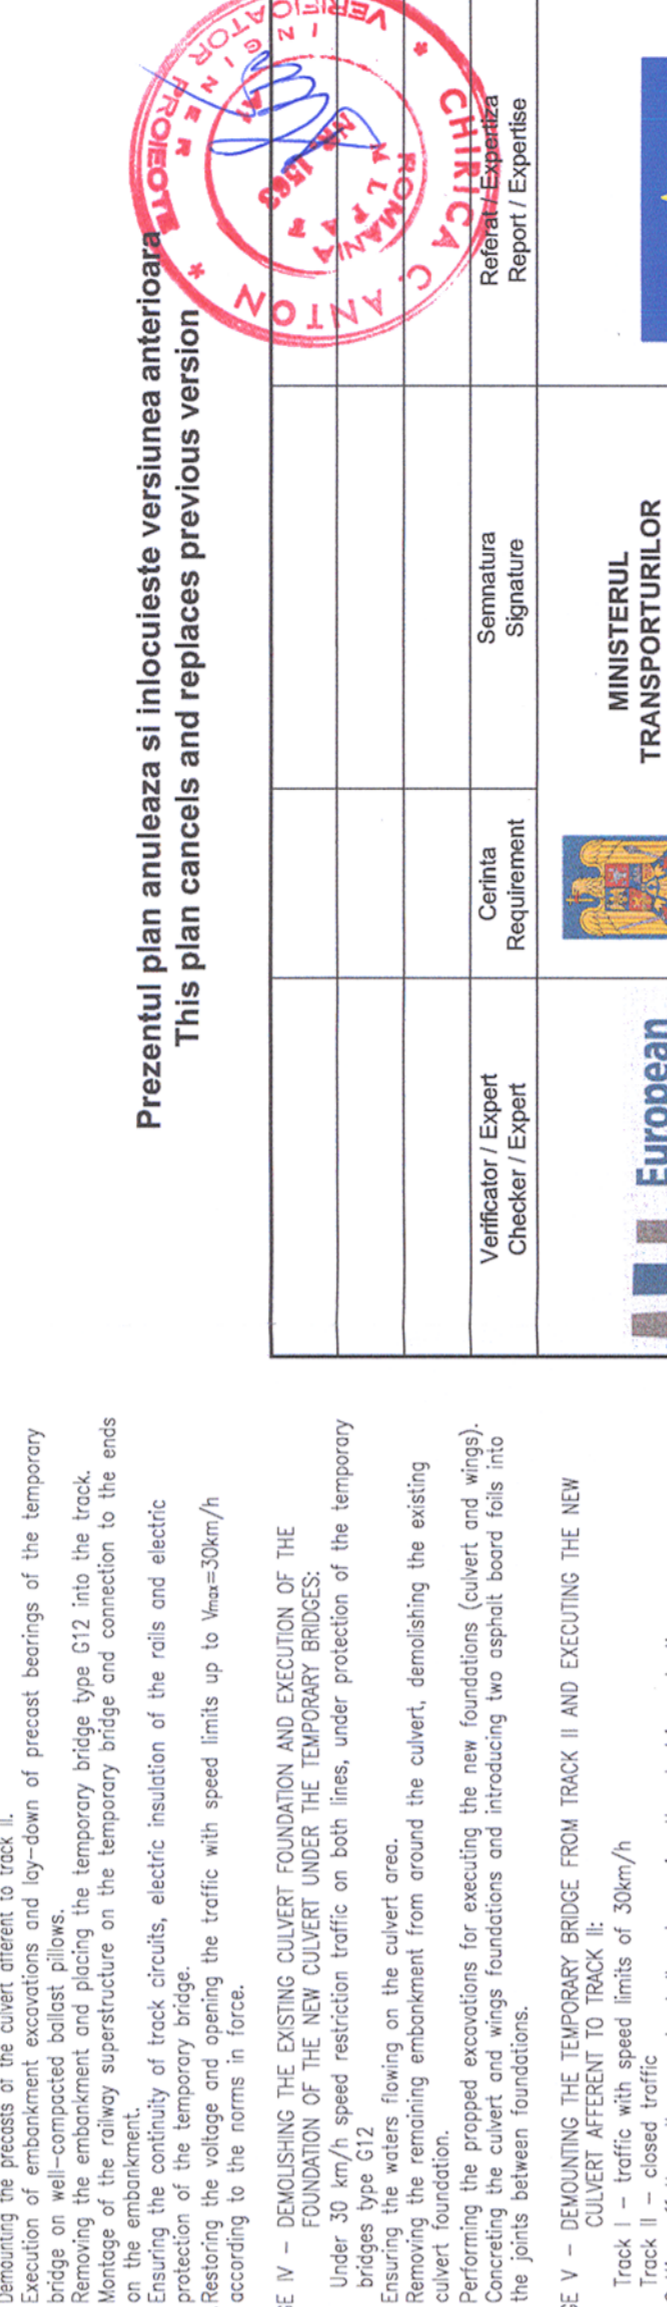 Demounting the precasts of the culvert afferent to track II.
Execution of embankment excavations and lay-down of precast bearings of the temporary
bridge on well-compacted ballast pillows.
Removing the embankment and placing the temporary bridge type G12 into the track.
Montage of the railway superstructure on the temporary bridge and connection to the ends
on the embankment.
Ensuring the continuity of track circuits, electric insulation of the rails and electric
protection of the temporary bridge.
Restoring the voltage and opening the traffic with speed limits up to Vmax=30km/h
according to the norms in force.
GE IV - DEMOLISHING THE EXISTING CULVERT FOUNDATION AND EXECUTION OF THE
FOUNDATION OF THE NEW CULVERT UNDER THE TEMPORARY BRIDGES:
Under 30 km/h speed restriction traffic on both lines, under protection of the temporary
bridges type G12
Ensuring the waters flowing on the culvert area.
Removing the remaining embankment from around the culvert, demolishing the existing
culvert foundation.
Performing the propped excavations for executing the new foundations (culvert and wings).
Concreting the culvert and wings foundations and introducing two asphalt board foils into
the joints between foundations.
GE V - DEMOUNTING THE TEMPORARY BRIDGE FROM TRACK II AND EXECUTING THE NEW
CULVERT AFFERENT TO TRACK II:
Track I - traffic with speed limits of 30km/h
Track II - closed traffic
Prezentul plan anuleaza si inlocuieste versiunea anterioara
This plan cancels and replaces previous version
Verificator / Expert
Checker / Expert
Cerinta
Requirement
Semnatura
Signature
Referat / Expertiza
Report / Expertise
European
MINISTERUL
TRANSPORTURILOR
* CHIRICA C. ANTON *
VERIFICATOR PROIECTE
INGINER
ROMANIA
MLPAT
NR. 1563